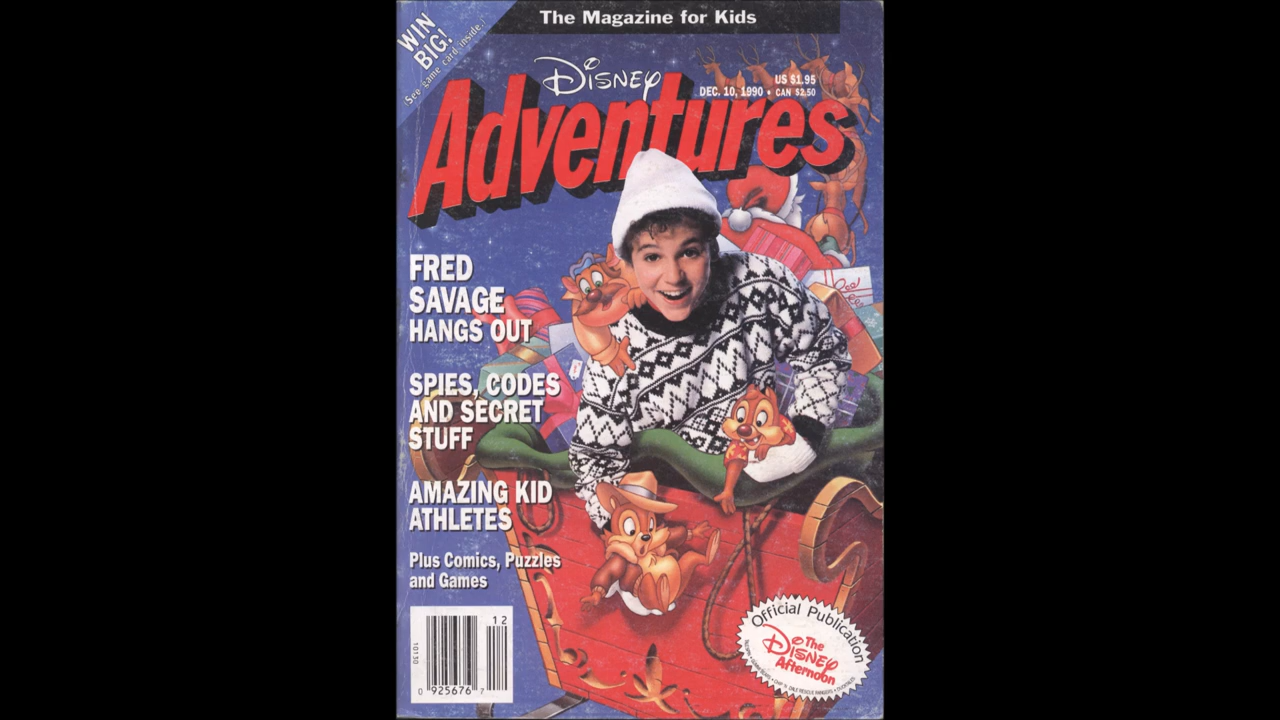 WIN
BIG!
(See game card inside.)
The Magazine for Kids
Disney
US $1.95
DEC. 10, 1990 • CAN $2.50
Adventures
FRED
SAVAGE
HANGS OUT
SPIES, CODES
AND SECRET
STUFF
AMAZING KID
ATHLETES
Plus Comics, Puzzles
and Games
12
10130
0 925676 7
Official Publication
The
Disney
Afternoon